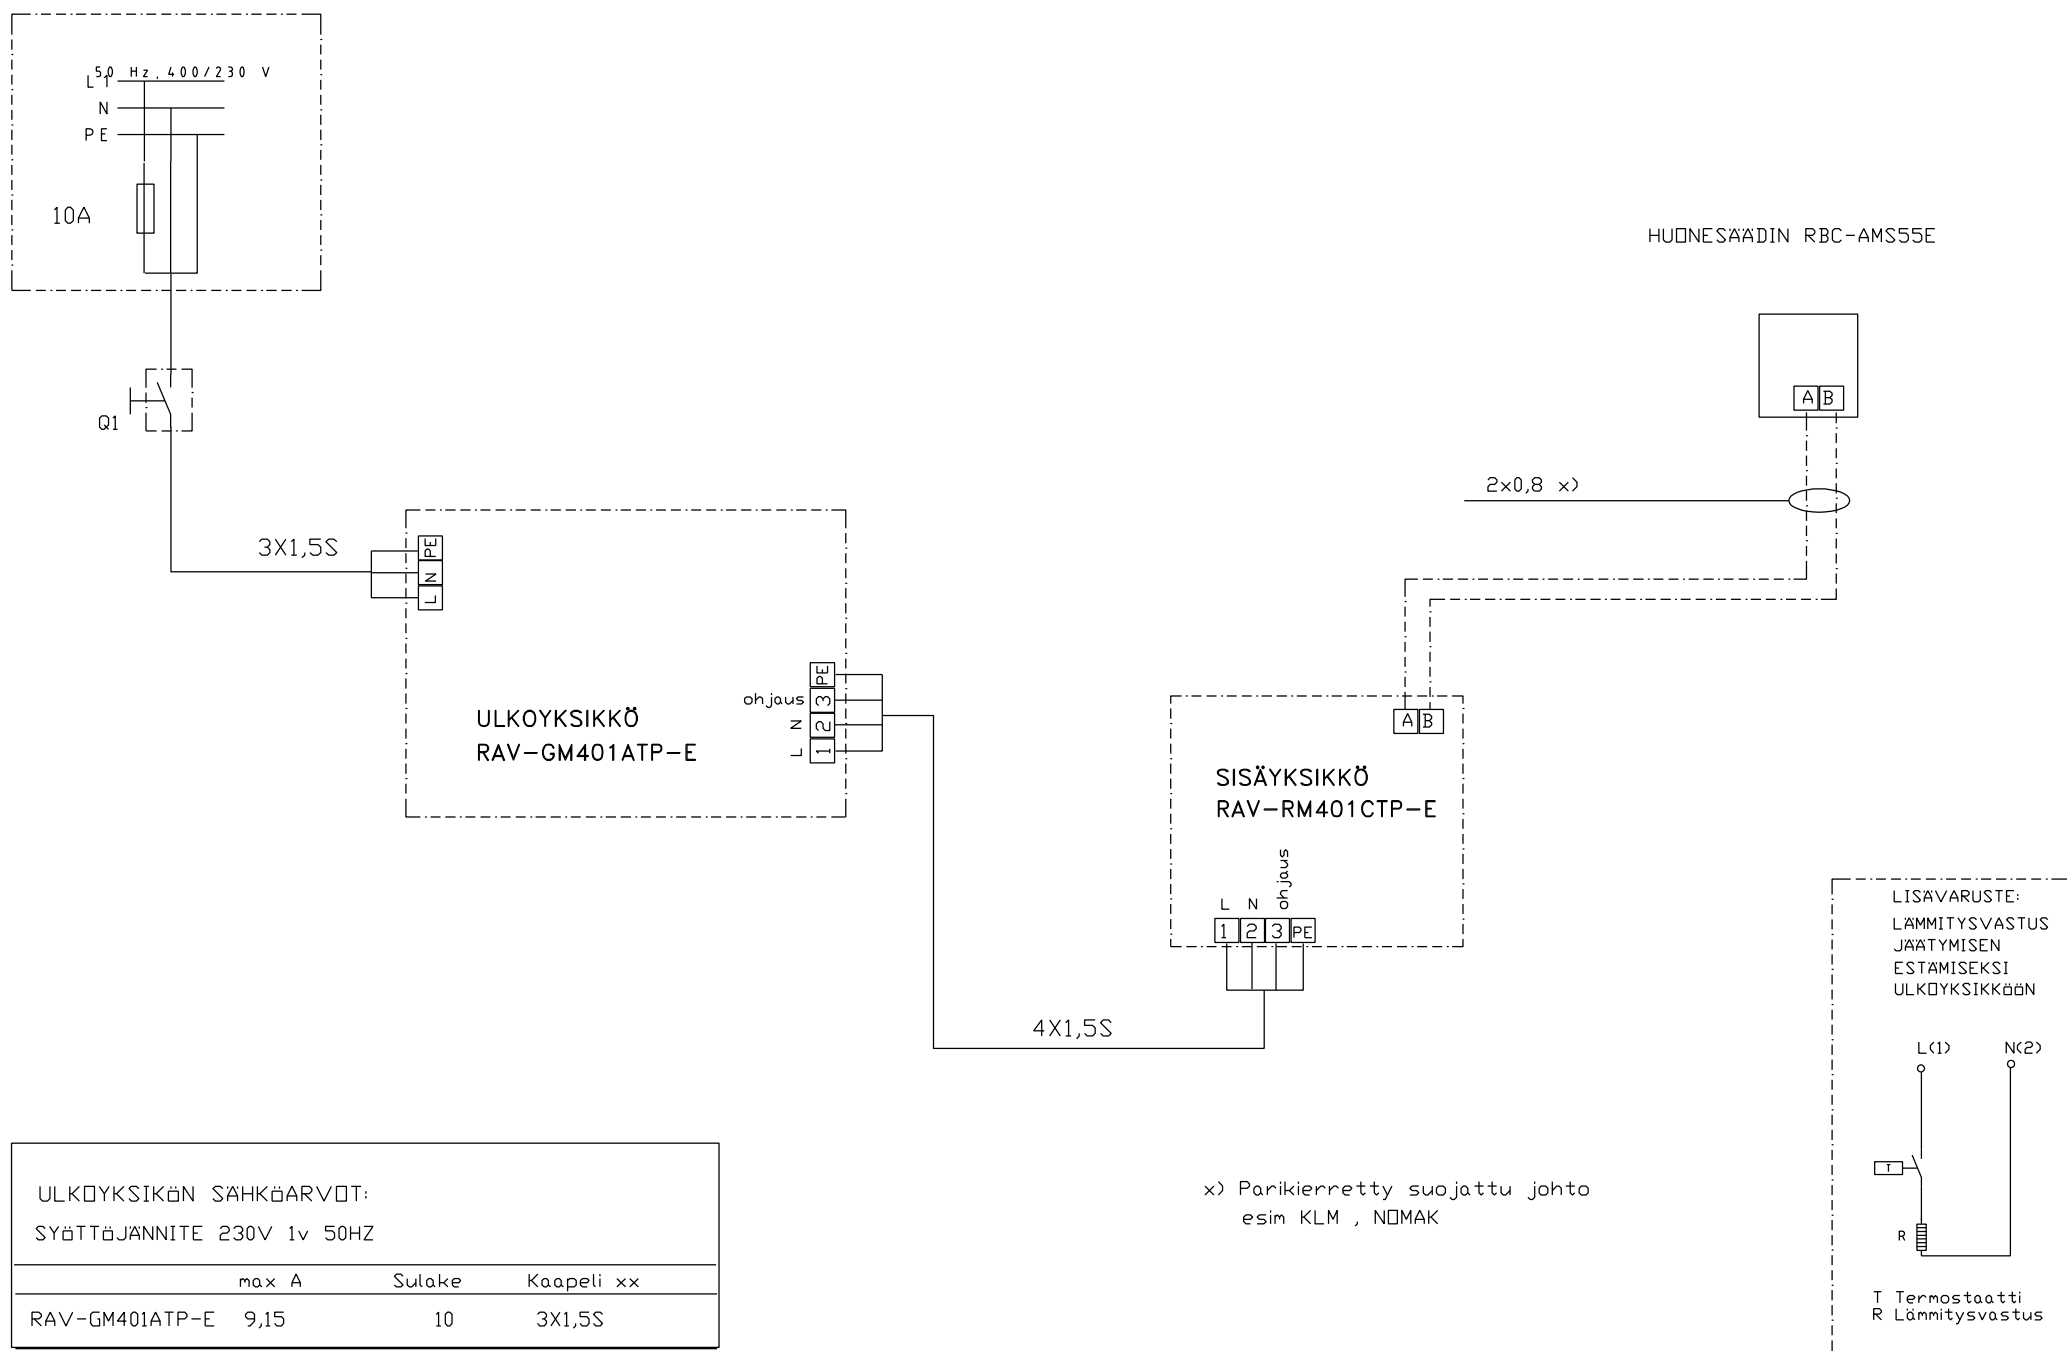 50 Hz, 400/230 V
L1
N
PE
10A
Q1
HUONESÄÄDIN RBC-AMS55E
A B
2x0,8 x)
3X1,5S
PE
N
L
PE
ohjaus 3
N 2
L 1
ULKOYKSIKKÖ
RAV-GM401ATP-E
A B
SISÄYKSIKKÖ
RAV-RM401CTP-E
L N ohjaus
1 2 3 PE
4X1,5S
LISÄVARUSTE:
LÄMMITYSVASTUS
JÄÄTYMISEN
ESTÄMISEKSI
ULKOYKSIKKööN
L(1) N(2)
T
R
T Termostaatti
R Lämmitysvastus
x) Parikierretty suojattu johto
esim KLM , NOMAK
ULKOYKSIKöN SÄHKöARVOT:
SYöTTöJÄNNITE 230V 1v 50HZ
max A Sulake Kaapeli xx
RAV-GM401ATP-E 9,15 10 3X1,5S